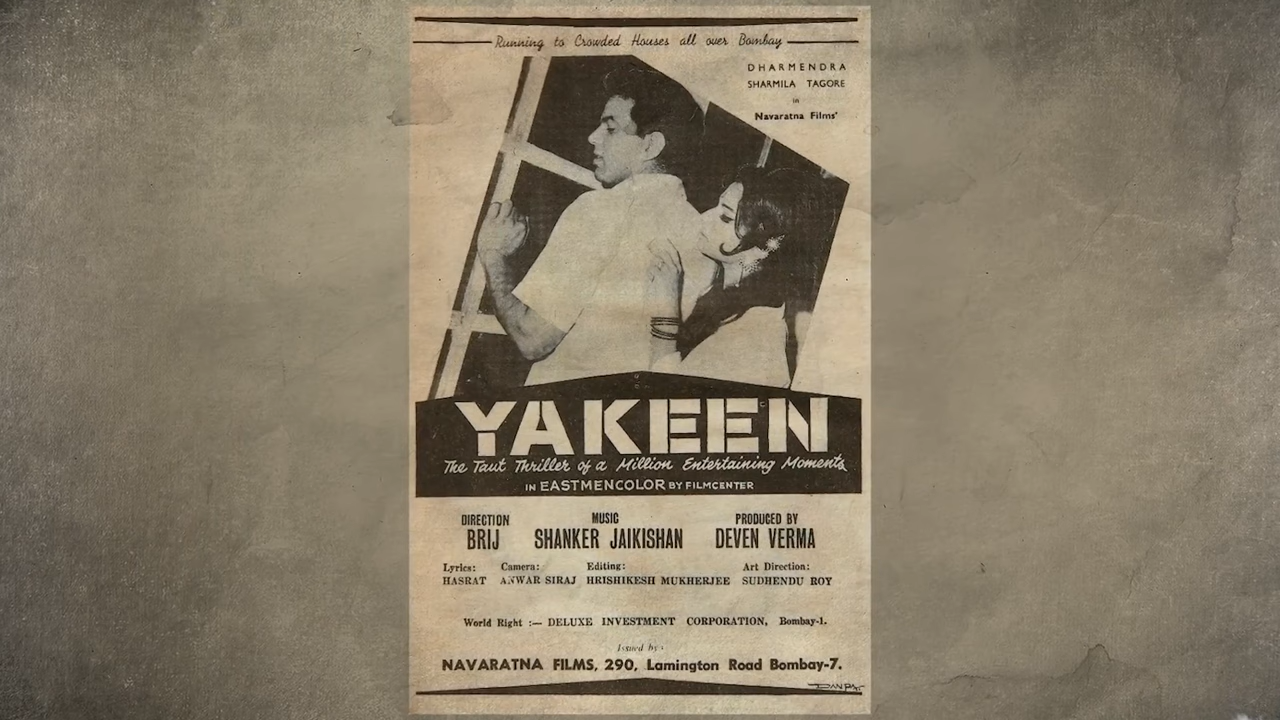 Running to Crowded Houses all over Bombay
DHARMENDRA
SHARMILA TAGORE
in
Navaratna Films'
YAKEEN
The Taut Thriller of a Million Entertaining Moments
IN EASTMENCOLOR BY FILMCENTER
DIRECTION MUSIC PRODUCED BY
BRIJ SHANKER JAIKISHAN DEVEN VERMA
Lyrics: Camera: Editing: Art Direction:
HASRAT ANWAR SIRAJ HRISHIKESH MUKHERJEE SUDHENDU ROY
World Right :— DELUXE INVESTMENT CORPORATION, Bombay-1.
Issued by:
NAVARATNA FILMS, 290, Lamington Road Bombay-7.